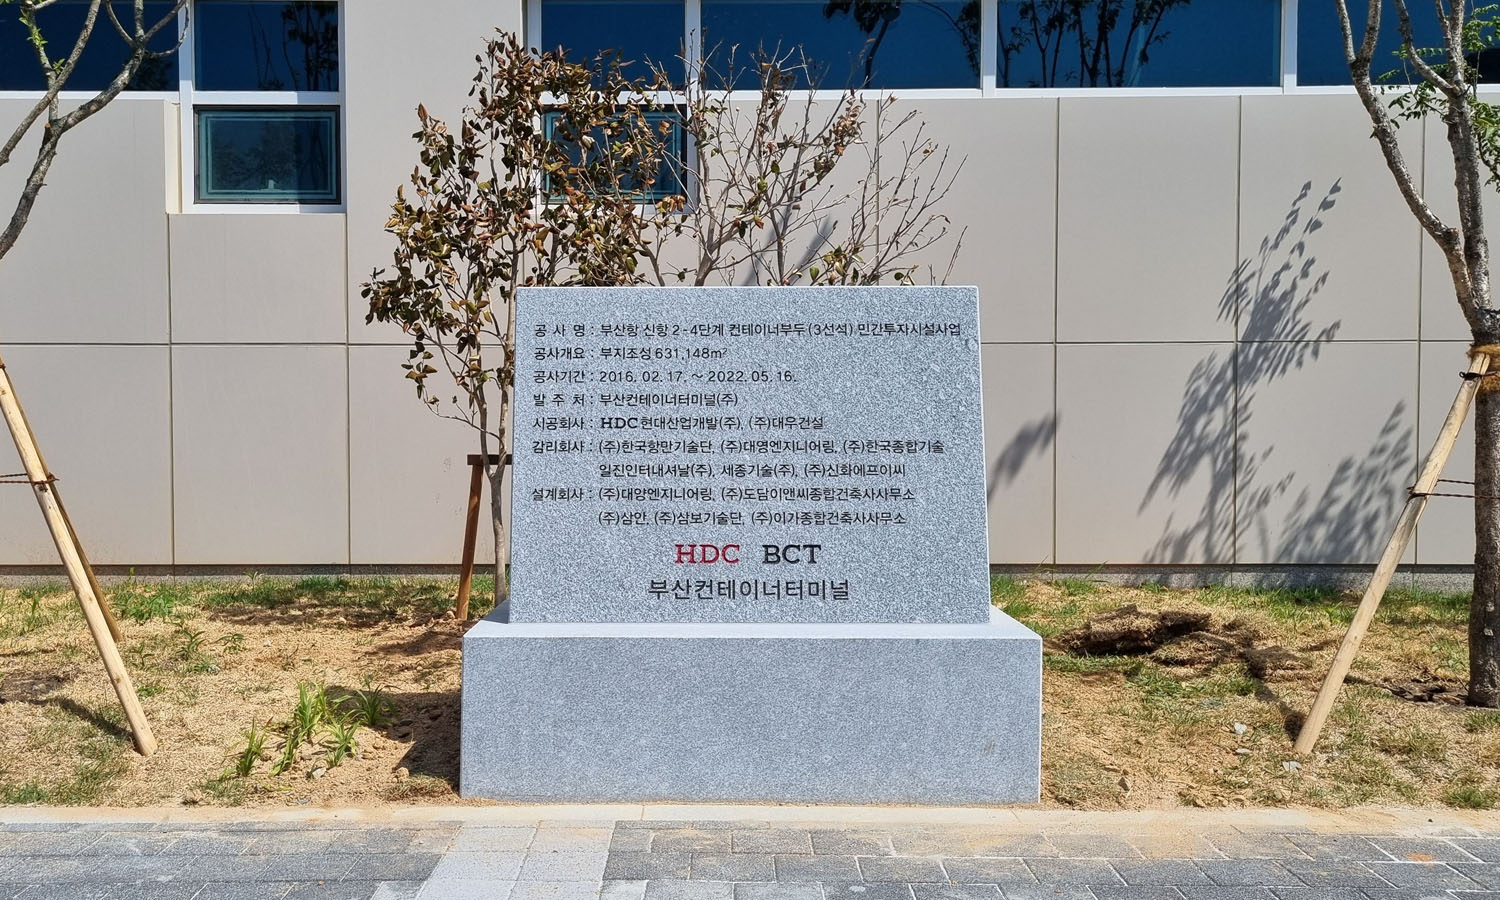 공 사 명 : 부산항 신항 2-4단계 컨테이너부두(3선석) 민간투자시설사업
공사개요 : 부지조성 631,148m²
공사기간 : 2016. 02. 17. ~ 2022. 05. 16.
발 주 처 : 부산컨테이너터미널(주)
시공회사 : HDC현대산업개발(주), (주)대우건설
감리회사 : (주)한국항만기술단, (주)대영엔지니어링, (주)한국종합기술
일진인터내셔날(주), 세종기술(주), (주)신화에프이씨
설계회사 : (주)대양엔지니어링, (주)도담이앤씨종합건축사사무소
(주)삼안, (주)삼보기술단, (주)이가종합건축사사무소
HDC BCT
부산컨테이너터미널